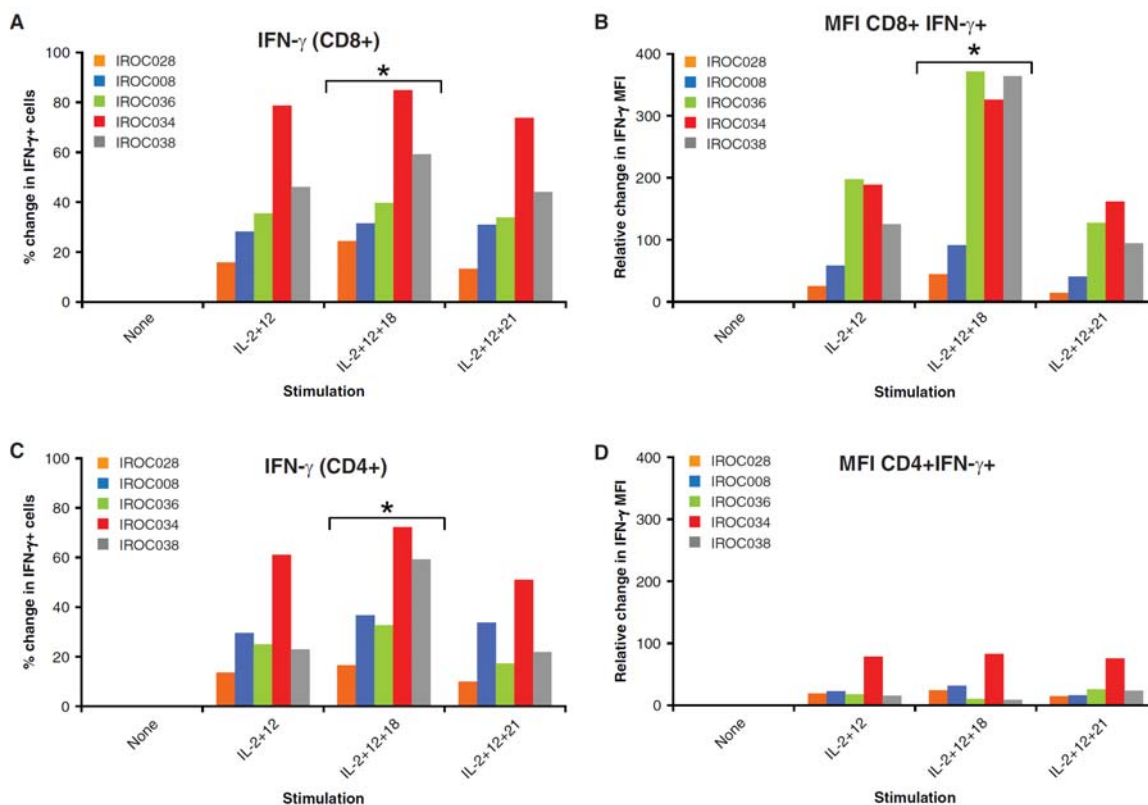 A
IFN-γ (CD8+)
IROC028
IROC008
IROC036
IROC034
IROC038
*
% change in IFN-γ+ cells
100
80
60
40
20
0
None
IL-2+12
IL-2+12+18
IL-2+12+21
Stimulation
B
MFI CD8+ IFN-γ+
IROC028
IROC008
IROC036
IROC034
IROC038
*
Relative change in IFN-γ MFI
400
300
200
100
0
None
IL-2+12
IL-2+12+18
IL-2+12+21
Stimulation
C
IFN-γ (CD4+)
IROC028
IROC008
IROC036
IROC034
IROC038
*
% change in IFN-γ+ cells
100
80
60
40
20
0
None
IL-2+12
IL-2+12+18
IL-2+12+21
Stimulation
D
MFI CD4+IFN-γ+
IROC028
IROC008
IROC036
IROC034
IROC038
Relative change in IFN-γ MFI
400
300
200
100
0
None
IL-2+12
IL-2+12+18
IL-2+12+21
Stimulation